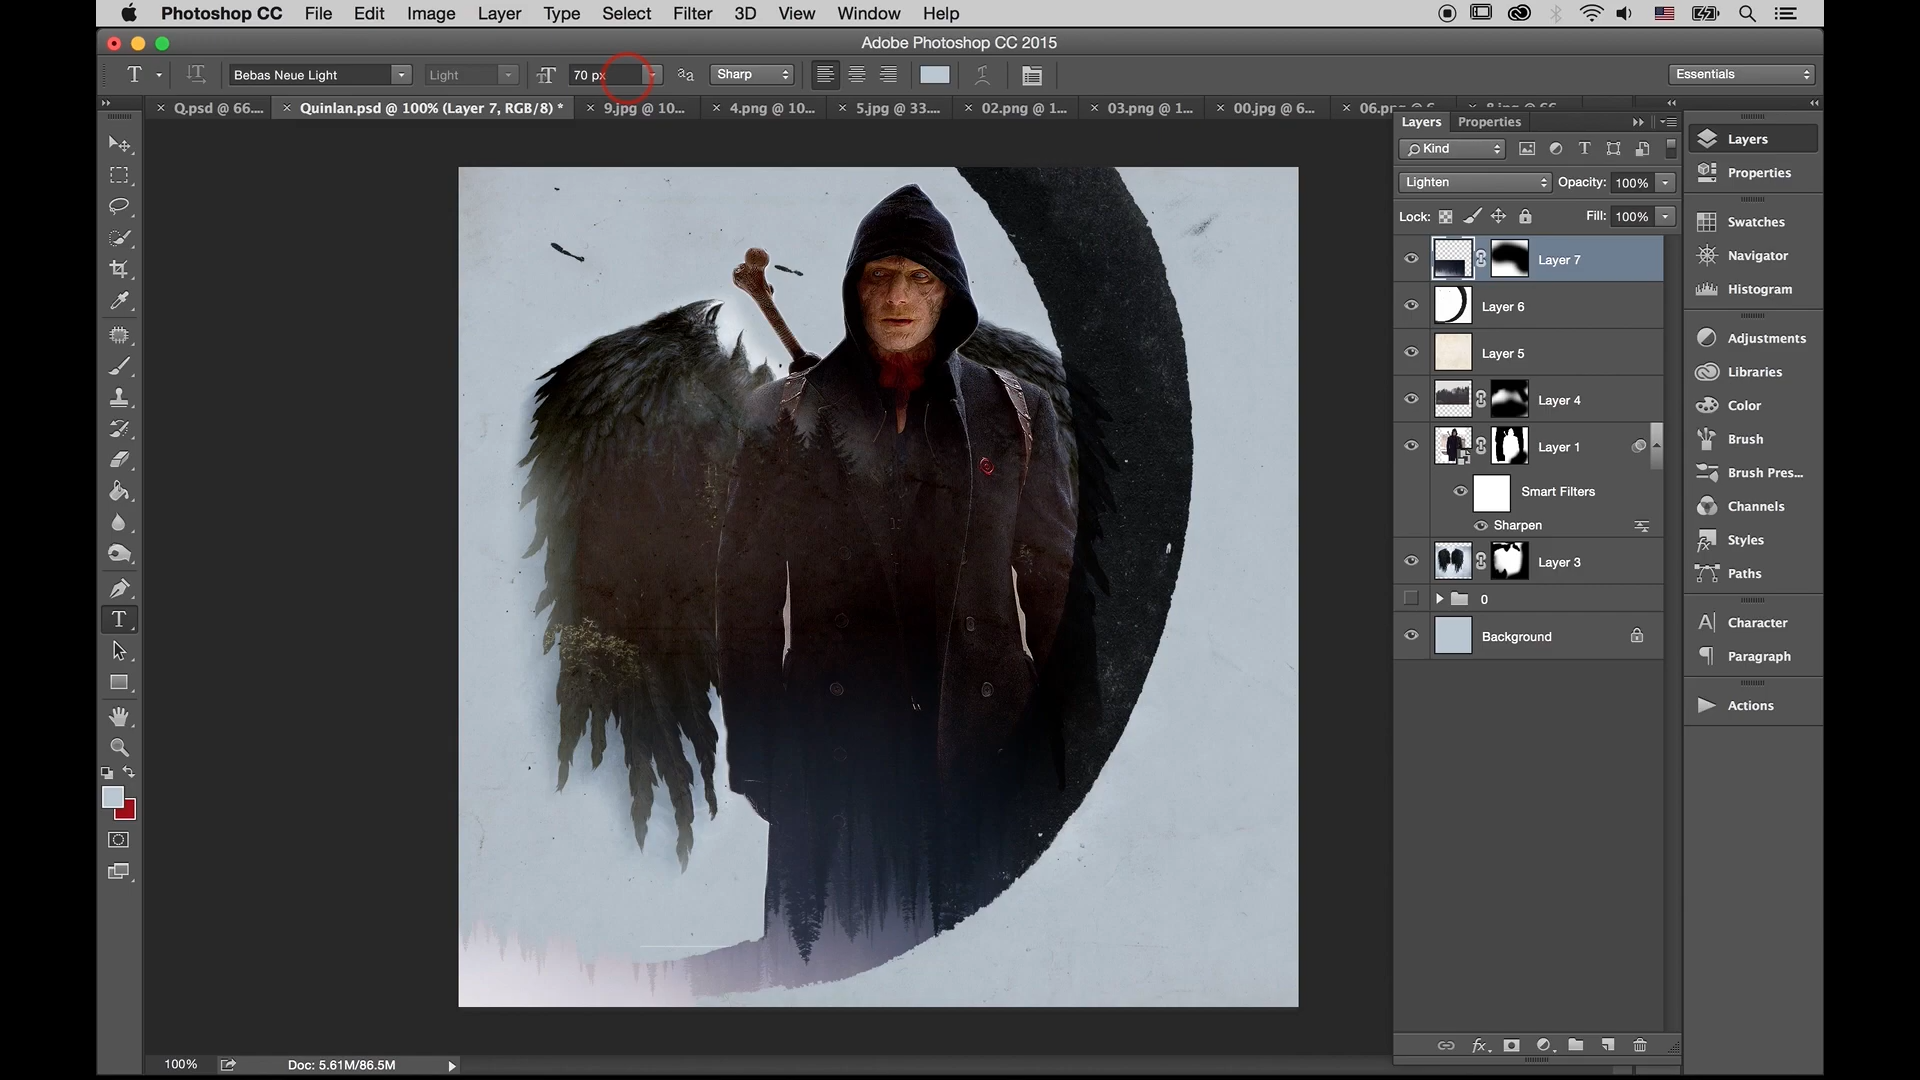 Photoshop CC File Edit Image Layer Type Select Filter 3D View Window Help
Adobe Photoshop CC 2015
T Bebas Neue Light Light 70 px Sharp Essentials
Q.psd @ 66.... Quinlan.psd @ 100% (Layer 7, RGB/8) * 9.jpg @ 10... 4.png @ 10... 5.jpg @ 33.... 02.png @ 1... 03.png @ 1... 00.jpg @ 6...
Layers Properties
Kind
Lighten Opacity: 100%
Lock: Fill: 100%
Layer 7
Layer 6
Layer 5
Layer 4
Layer 1
Smart Filters
Sharpen
Layer 3
0
Background
Layers
Properties
Swatches
Navigator
Histogram
Adjustments
Libraries
Color
Brush
Brush Pres...
Channels
Styles
Paths
Character
Paragraph
Actions
100% Doc: 5.61M/86.5M